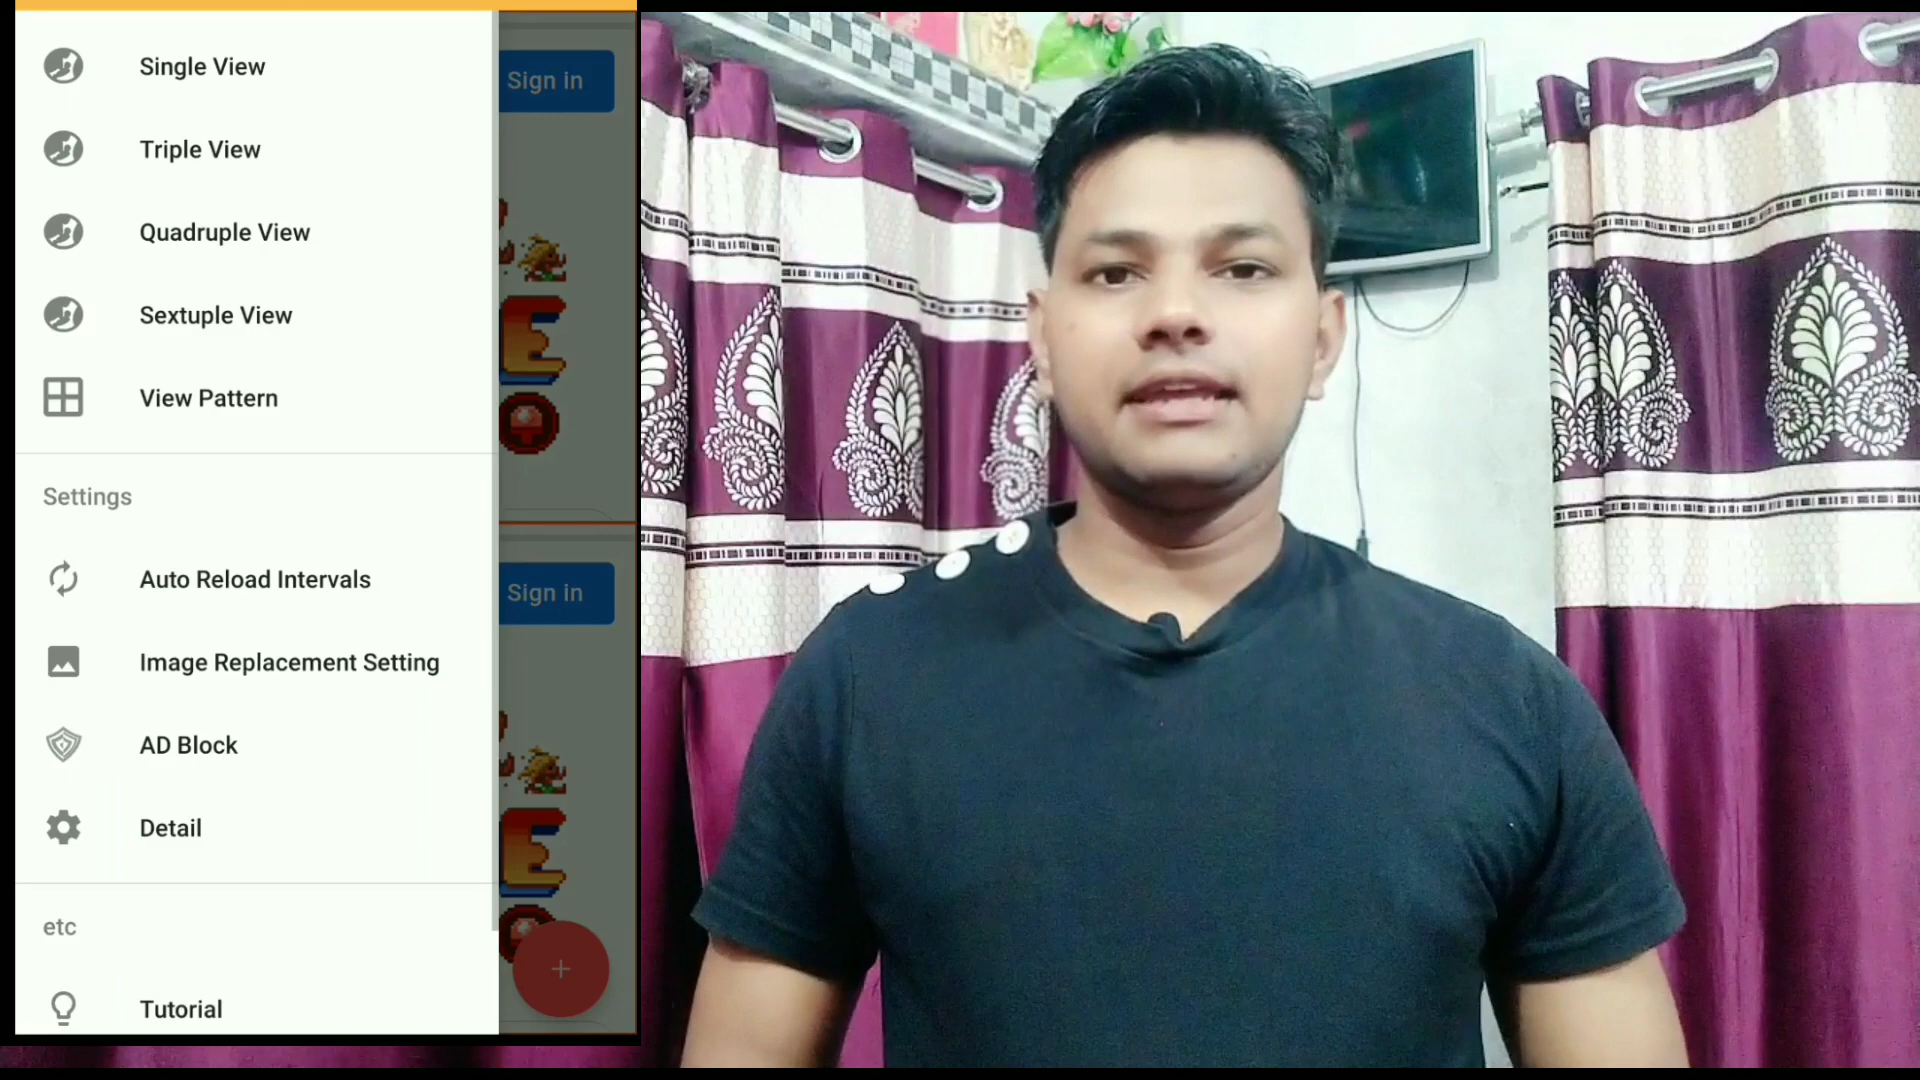 Single View
Sign in
Triple View
Quadruple View
Sextuple View
View Pattern
Settings
Auto Reload Intervals
Sign in
Image Replacement Setting
AD Block
Detail
etc
Tutorial